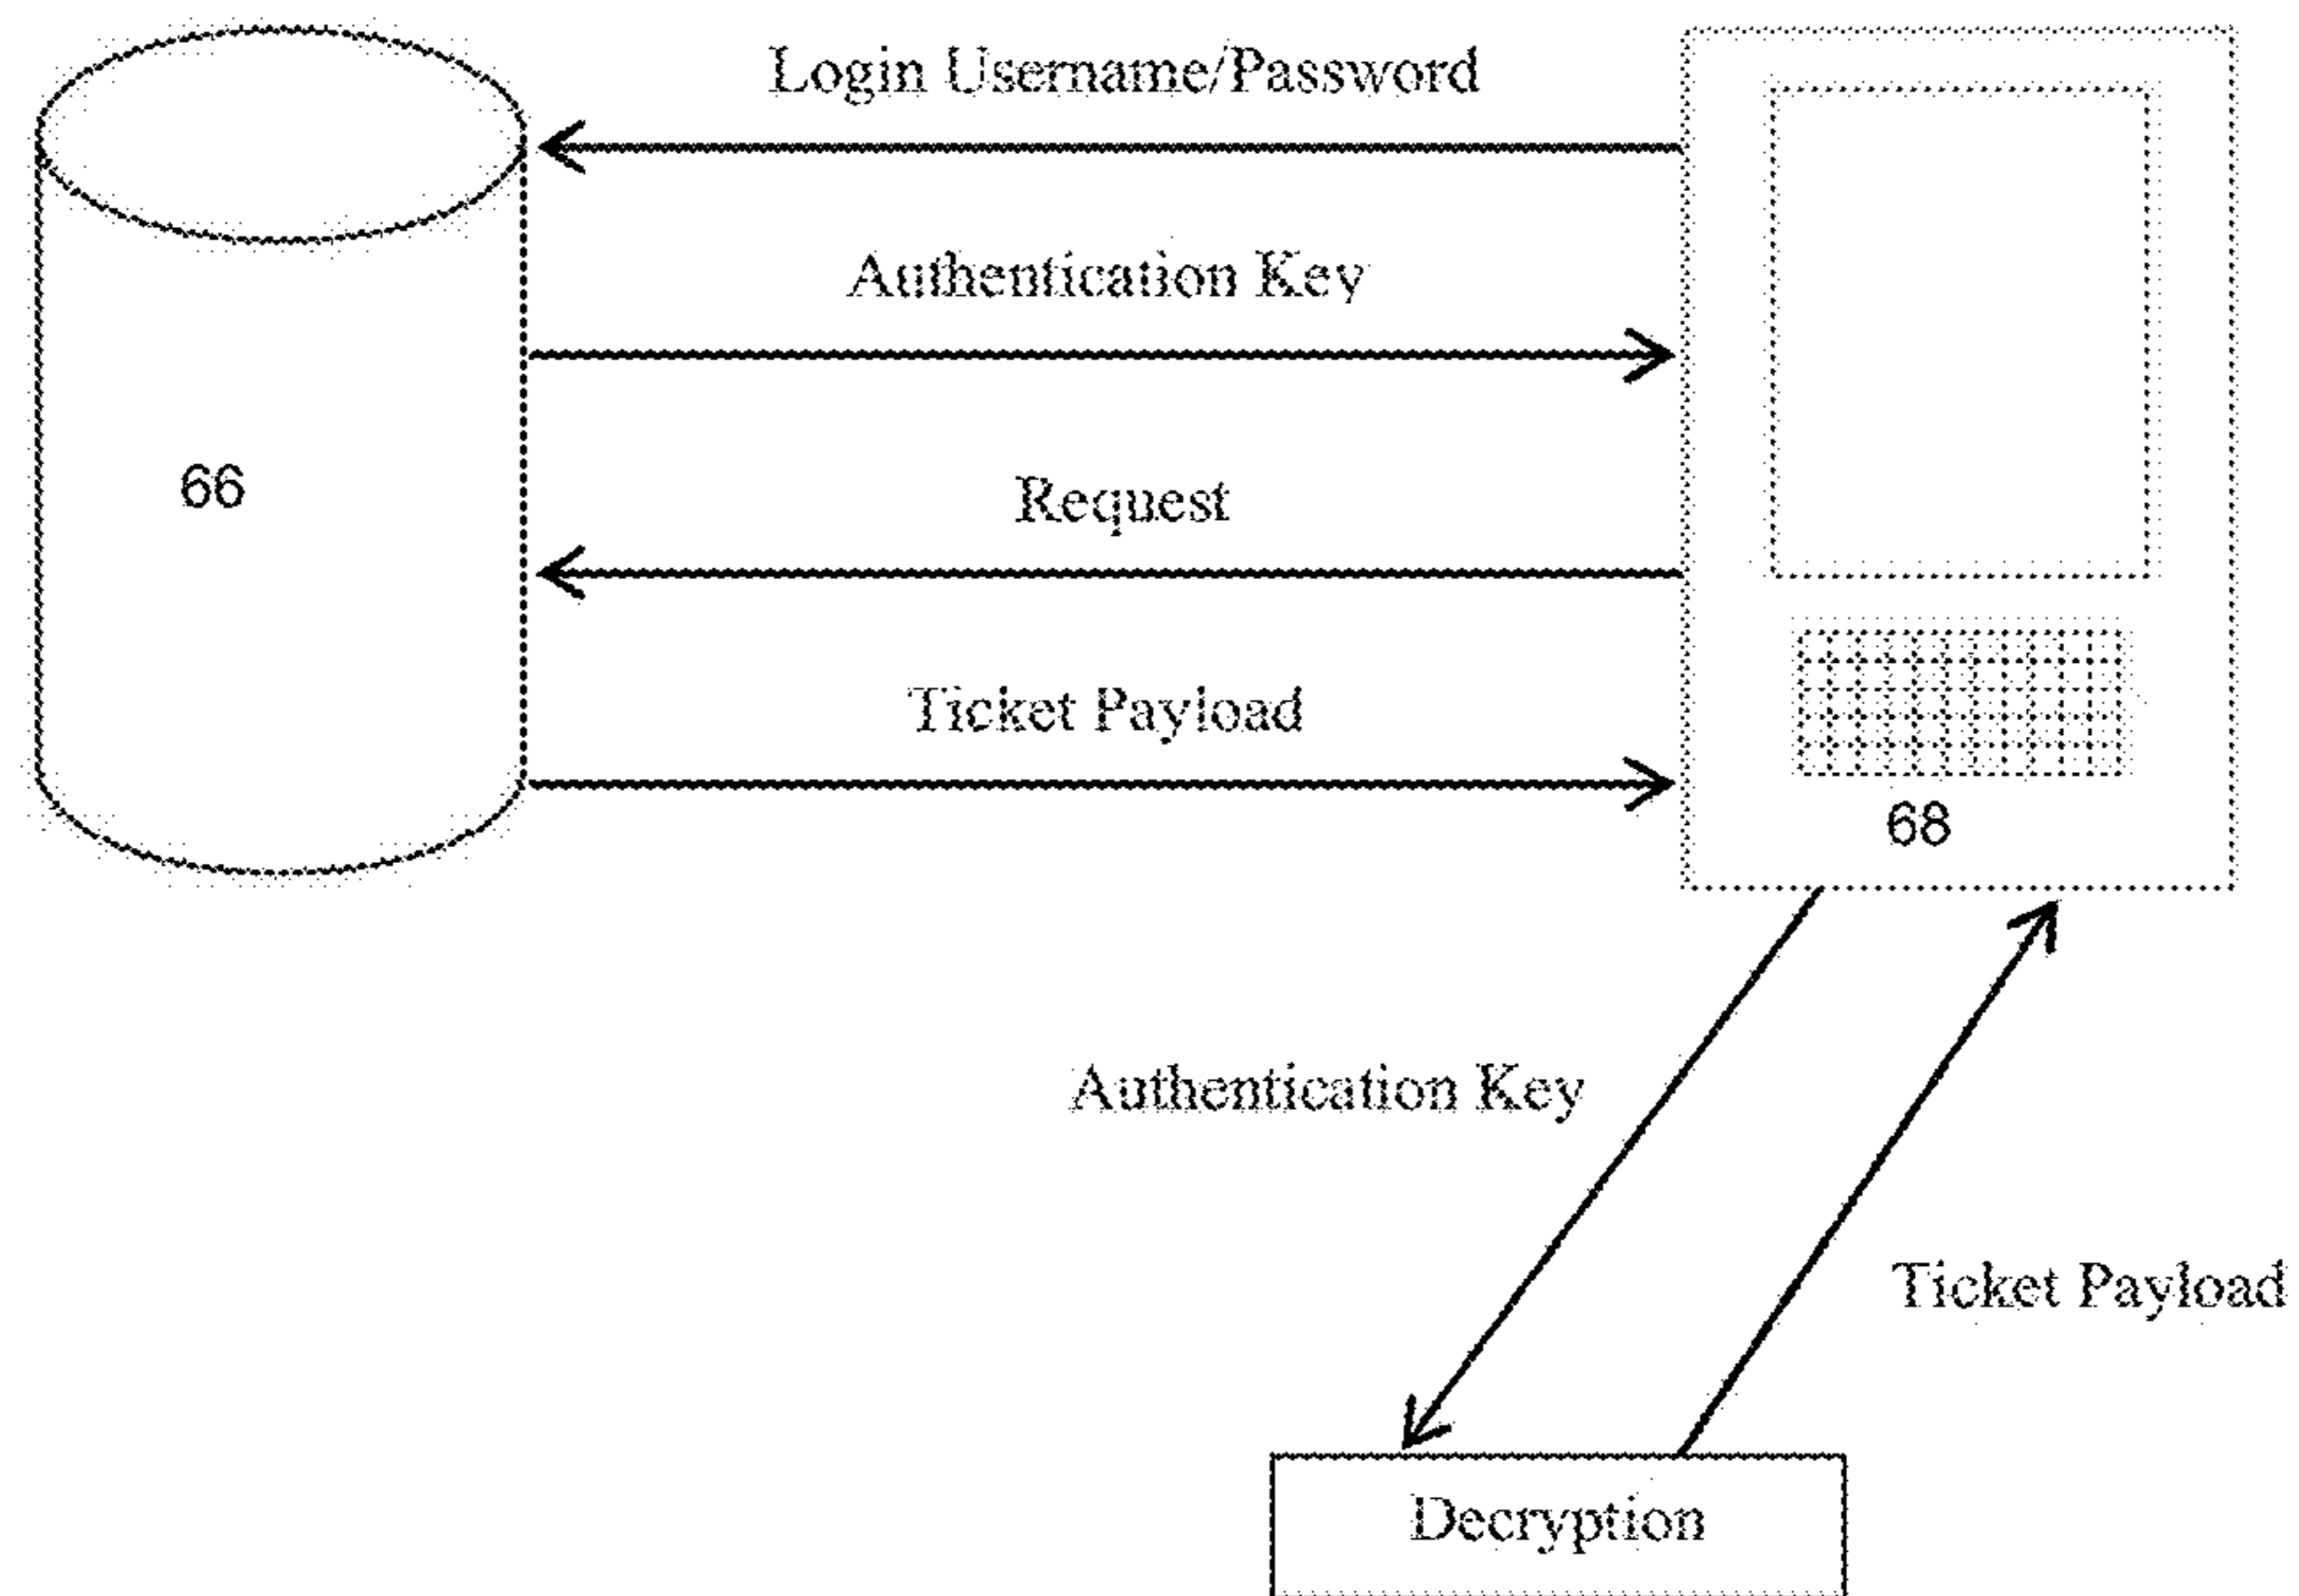 Login Username/Password
Authentication Key
66
Request
Ticket Payload
68
Authentication Key
Ticket Payload
Decryption